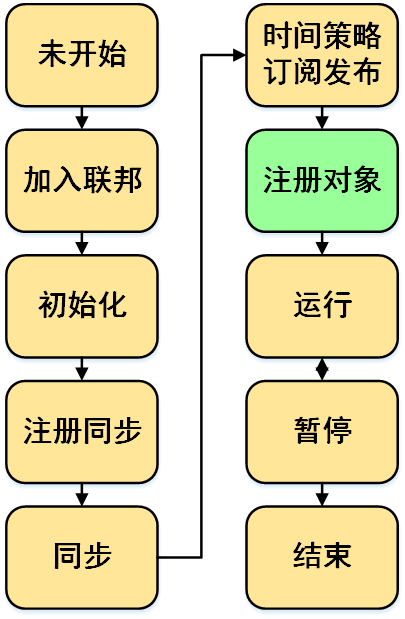 未开始
加入联邦
初始化
注册同步
同步
时间策略
订阅发布
注册对象
运行
暂停
结束